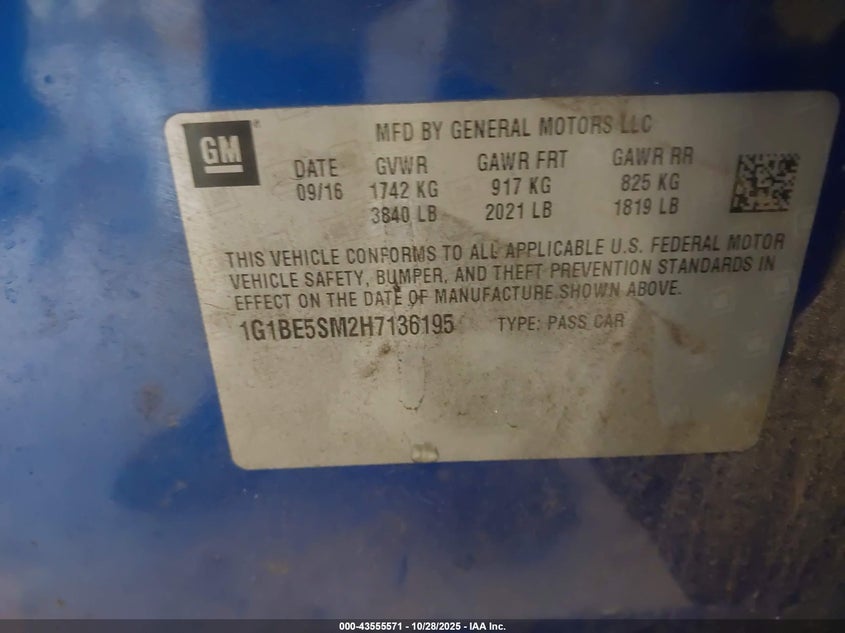 GM®
MFD BY GENERAL MOTORS LLC
DATE GVWR GAWR FRT GAWR RR
09/16 1742 KG 917 KG 825 KG
3840 LB 2021 LB 1819 LB
THIS VEHICLE CONFORMS TO ALL APPLICABLE U.S. FEDERAL MOTOR
VEHICLE SAFETY, BUMPER, AND THEFT PREVENTION STANDARDS IN
EFFECT ON THE DATE OF MANUFACTURE SHOWN ABOVE.
1G1BE5SM2H7136195 TYPE: PASS CAR
000-43555571 | 10/28/2025 - IAA Inc.